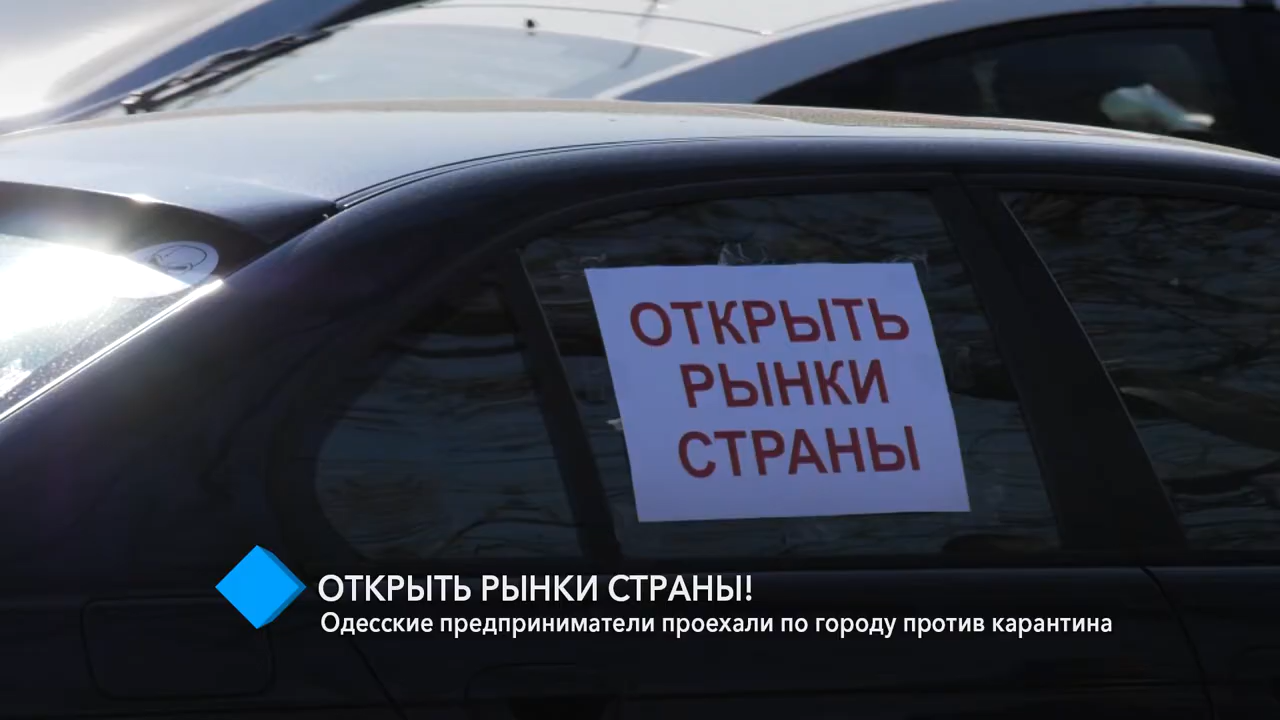 ОТКРЫТЬ
РЫНКИ
СТРАНЫ
ОТКРЫТЬ РЫНКИ СТРАНЫ!
Одесские предприниматели проехали по городу против карантина